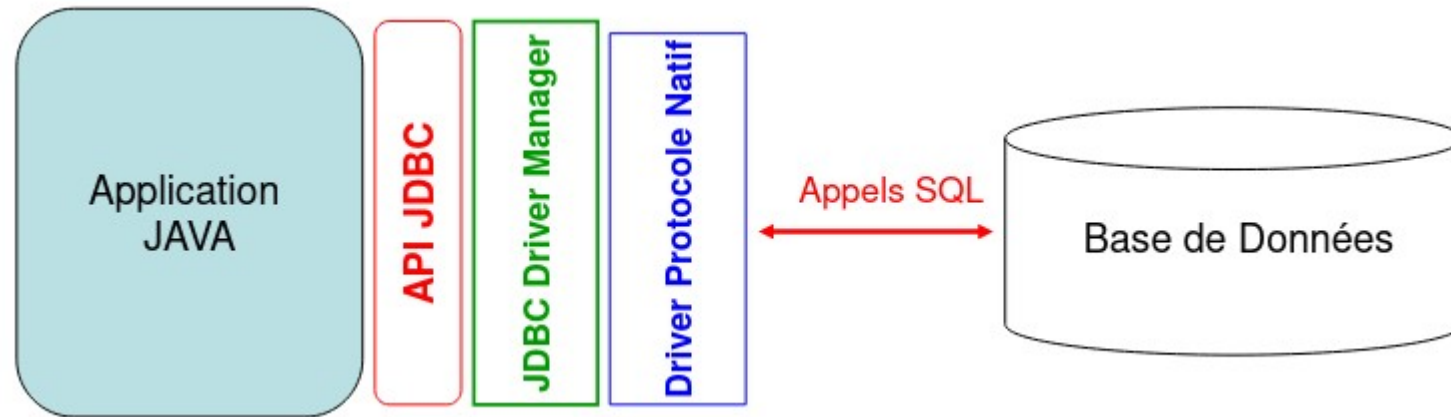 Application
JAVA
API JDBC
JDBC Driver Manager
Driver Protocole Natif
Appels SQL
Base de Données